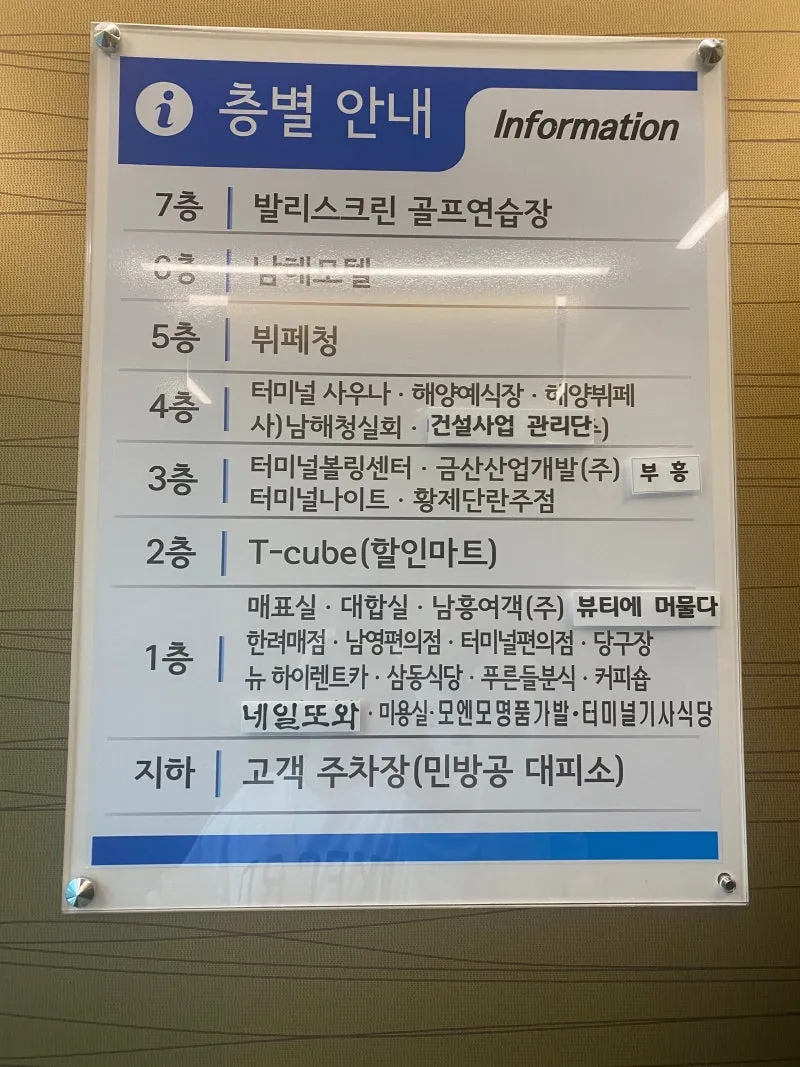 i 층별 안내 Information
7층 발리스크린 골프연습장
6층 남해모텔
5층 뷔페청
4층 터미널 사우나 · 해양예식장 · 해양뷔페
사)남해청실회 · 건설사업 관리단 )
3층 터미널볼링센터 · 금산산업개발(주) 부 흥
터미널나이트 · 황제단란주점
2층 T-cube(할인마트)
매표실 · 대합실 · 남흥여객(주) 뷰티에 머물다
1층 한려매점 · 남영편의점 · 터미널편의점 · 당구장
뉴 하이렌트카 · 삼동식당 · 푸른들분식 · 커피숍
네일또와 · 미용실 · 모엔모명품가발 · 터미널기사식당
지하 고객 주차장(민방공 대피소)